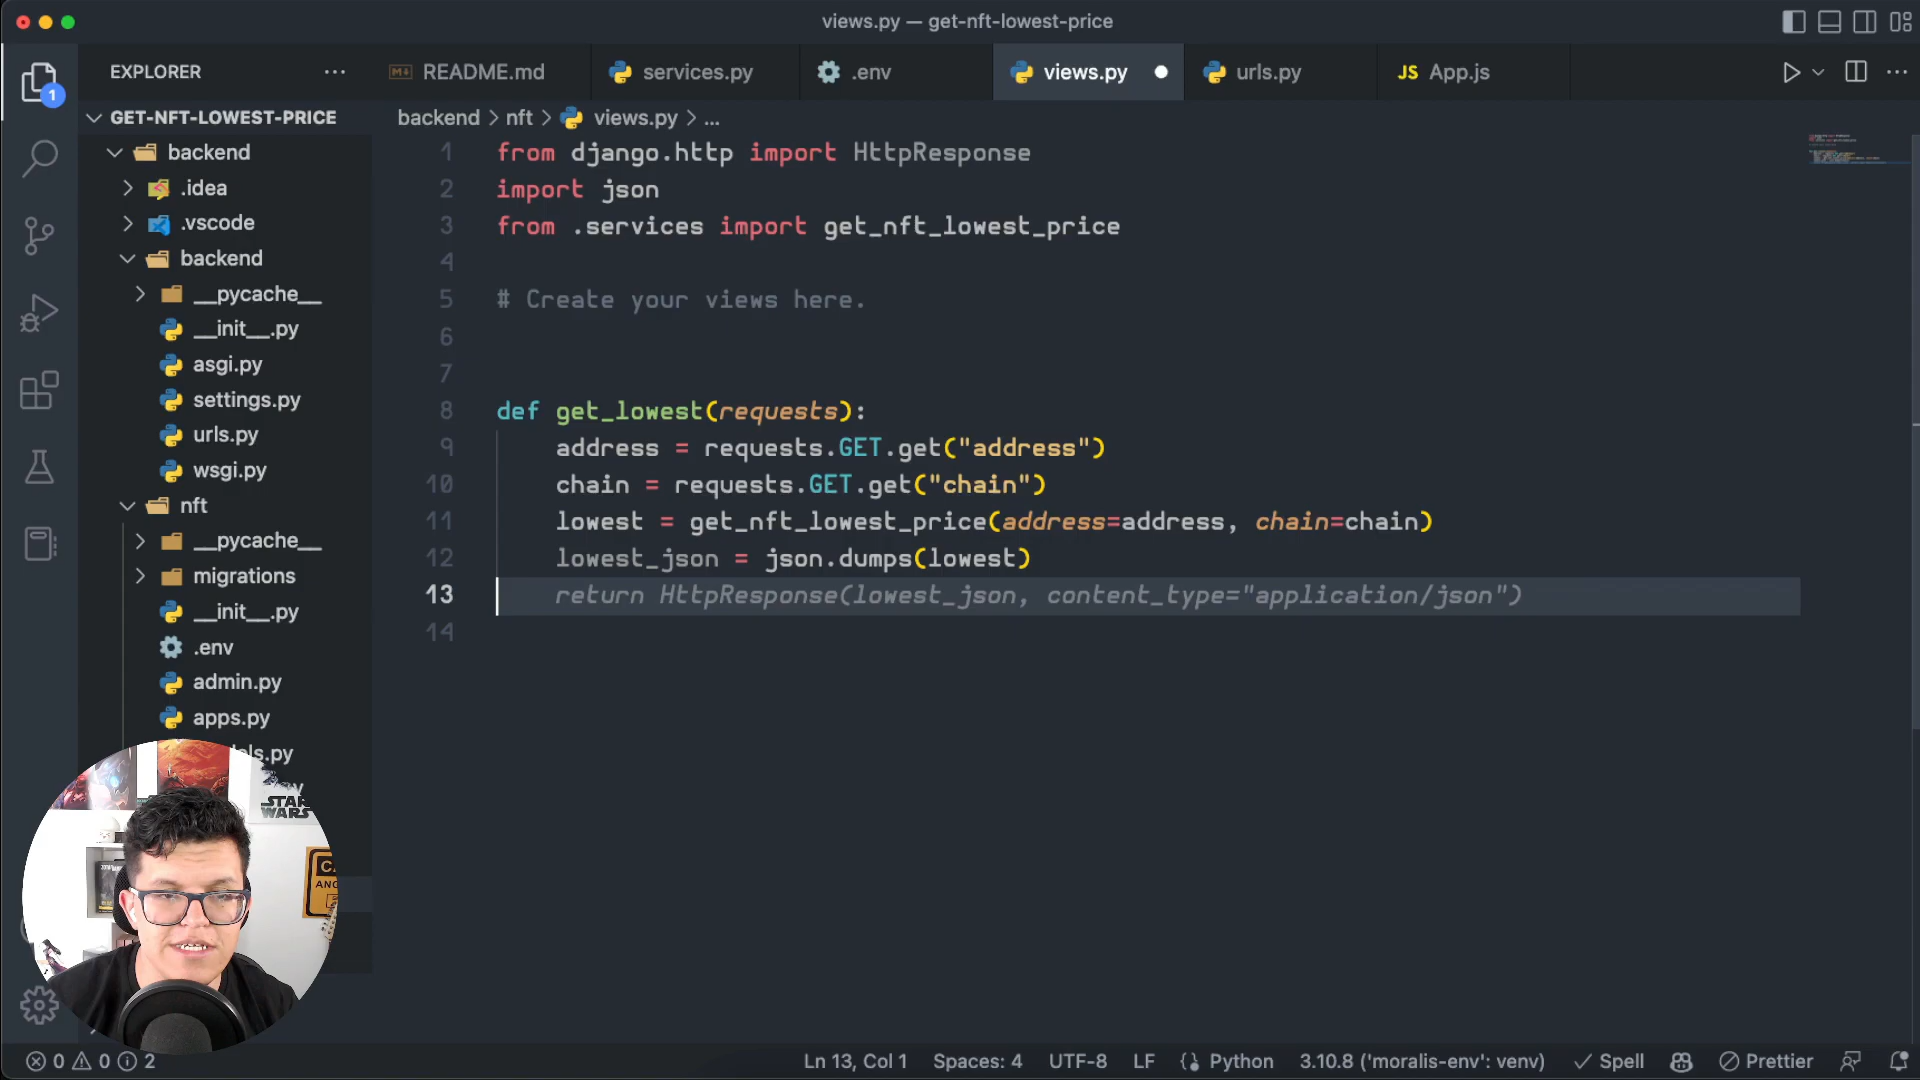 views.py — get-nft-lowest-price
EXPLORER
README.md
services.py
.env
views.py
urls.py
JS App.js
1
GET-NFT-LOWEST-PRICE
backend > nft > views.py > ...
backend
.idea
.vscode
backend
__pycache__
__init__.py
asgi.py
settings.py
urls.py
wsgi.py
nft
__pycache__
migrations
__init__.py
.env
admin.py
apps.py
ls.py
1 from django.http import HttpResponse
2 import json
3 from .services import get_nft_lowest_price
4
5 # Create your views here.
6
7
8 def get_lowest(requests):
9 address = requests.GET.get("address")
10 chain = requests.GET.get("chain")
11 lowest = get_nft_lowest_price(address=address, chain=chain)
12 lowest_json = json.dumps(lowest)
13 return HttpResponse(lowest_json, content_type="application/json")
14
STAR
WARS
0 0 2
Ln 13, Col 1
Spaces: 4
UTF-8
LF
Python
3.10.8 ('moralis-env': venv)
Spell
Prettier